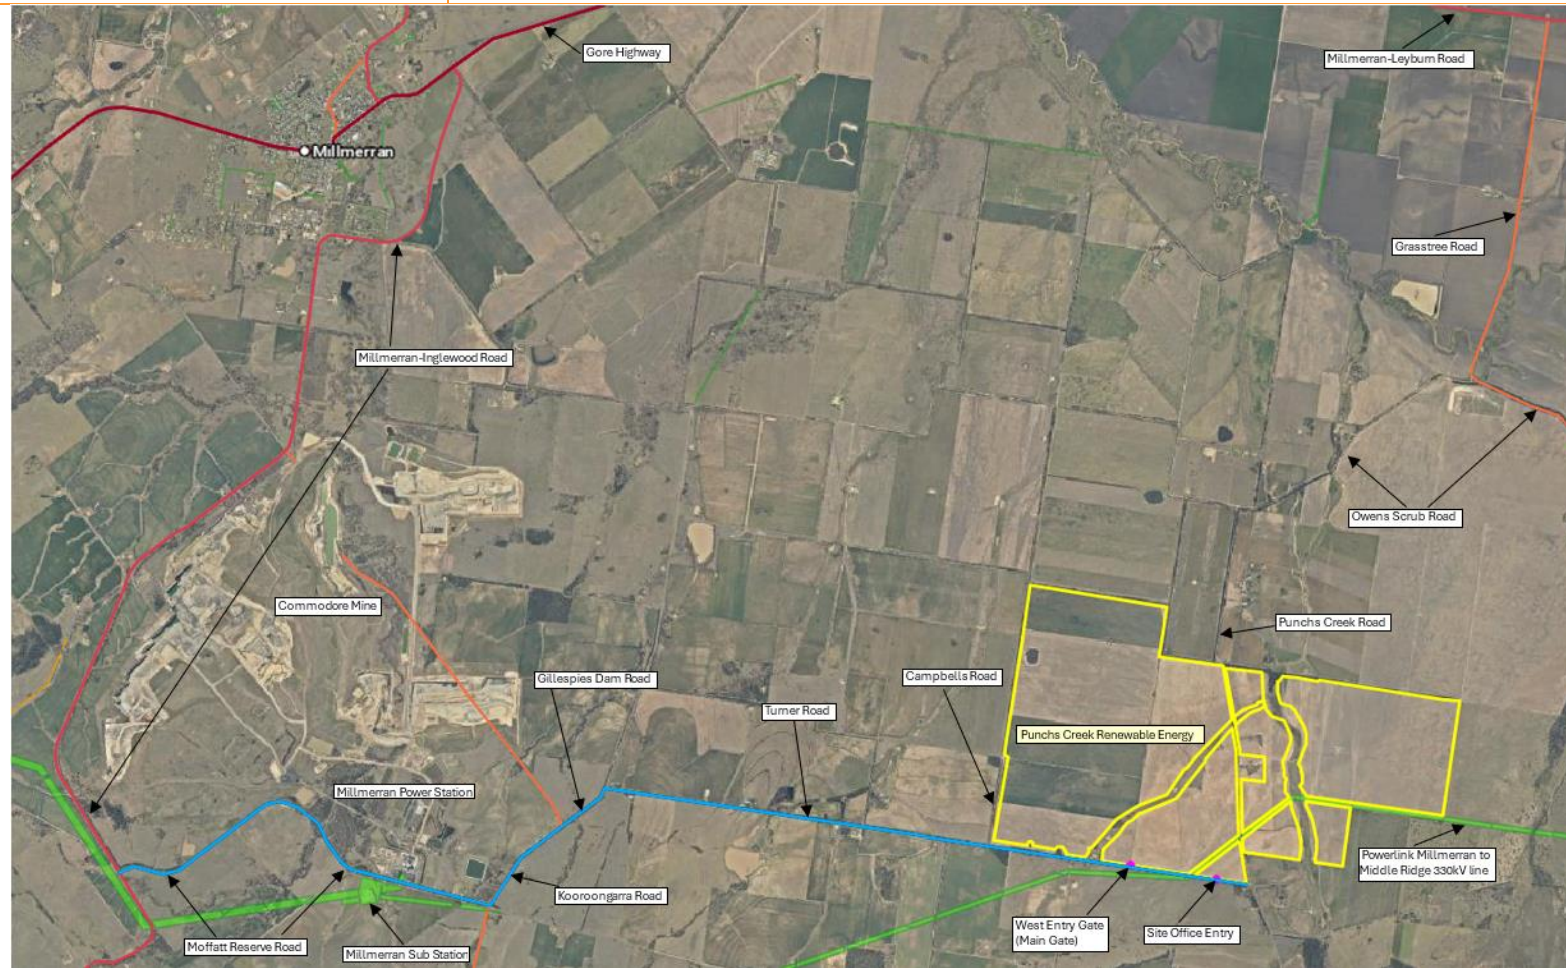 Gore Highway
Millmerran-Leyburn Road
Millmerran
Grasstree Road
Millmerran-Inglewood Road
Owens Scrub Road
Commodore Mine
Punchs Creek Road
Gillespies Dam Road
Campbells Road
Turner Road
Punchs Creek Renewable Energy
Millmerran Power Station
Powerlink Millmerran to
Middle Ridge 330kV line
Kooroongarra Road
West Entry Gate
(Main Gate)
Site Office Entry
Moffatt Reserve Road
Millmerran Sub Station